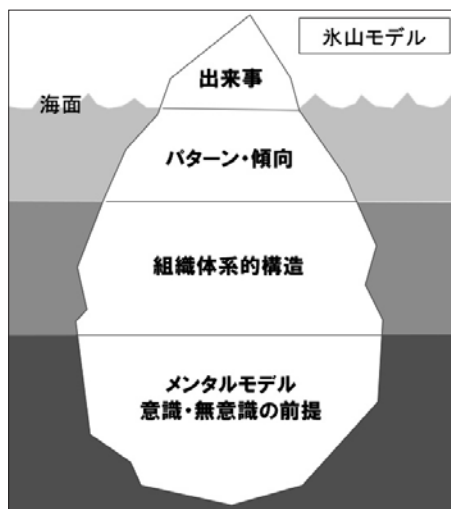 氷山モデル
出来事
海面
パターン・傾向
組織体系的構造
メンタルモデル
意識・無意識の前提